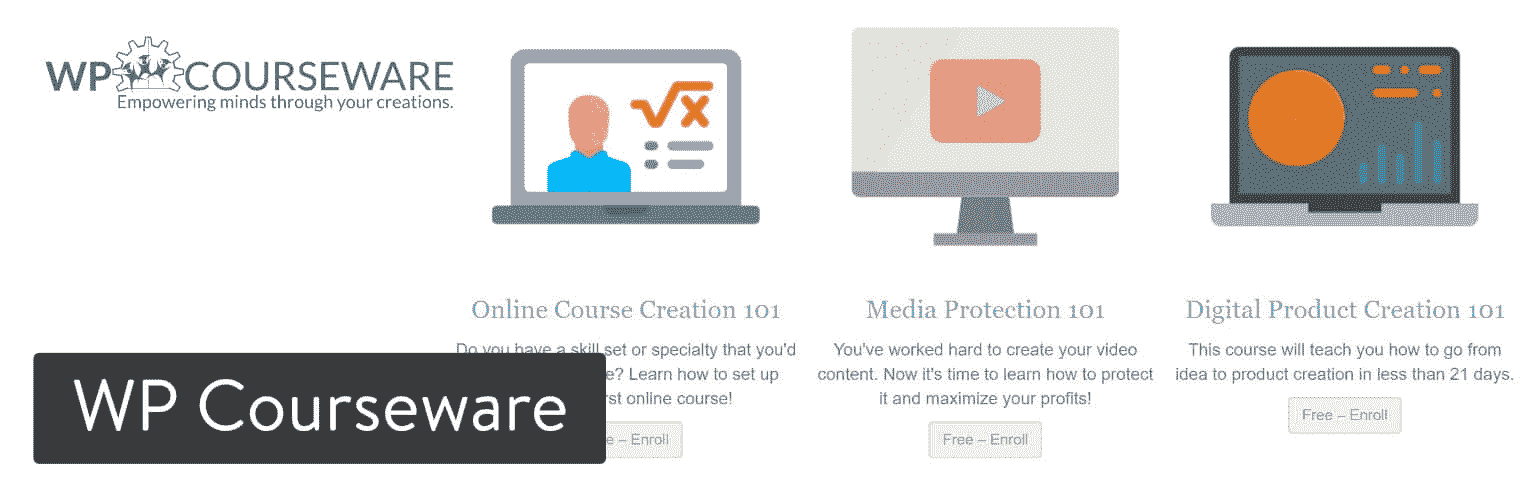 WP COURSEWARE
Empowering minds through your creations.
√x
Online Course Creation 101
Do you have a skill set or specialty that you'd
e? Learn how to set up
rst online course!
e – Enroll
Media Protection 101
You've worked hard to create your video
content. Now it's time to learn how to protect
it and maximize your profits!
Free – Enroll
Digital Product Creation 101
This course will teach you how to go from
idea to product creation in less than 21 days.
Free – Enroll
WP Courseware